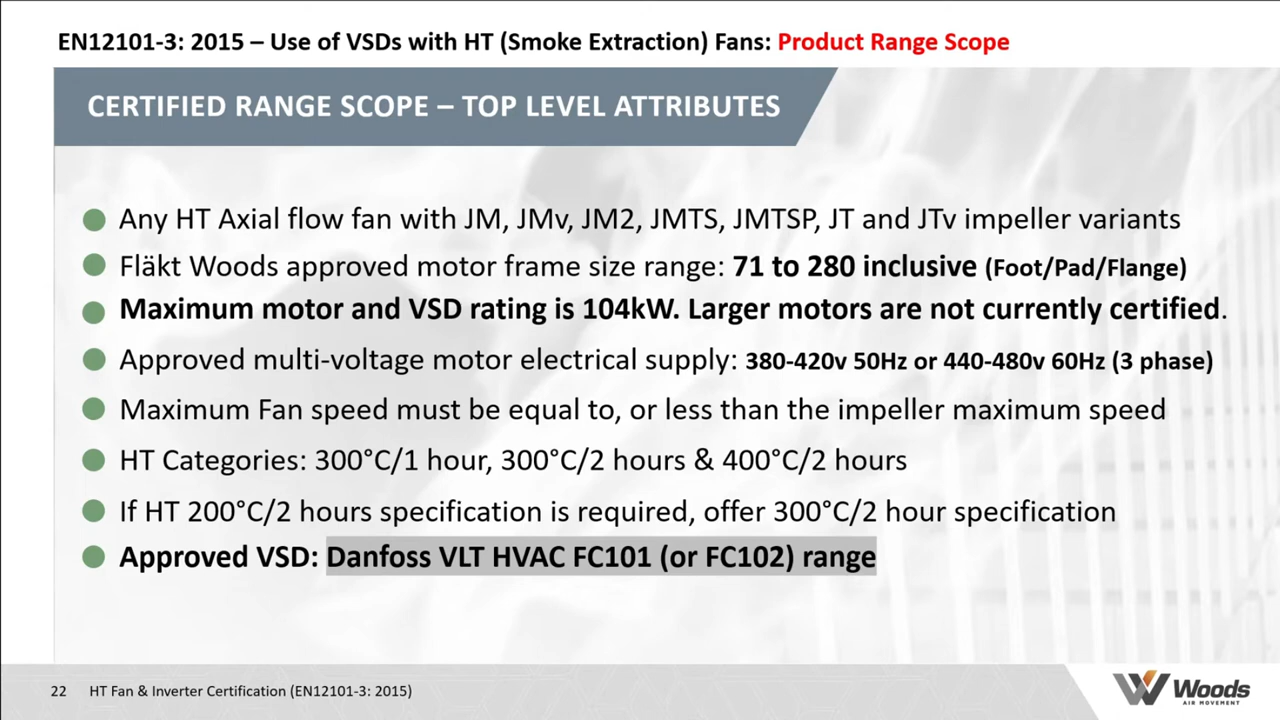 EN12101-3: 2015 – Use of VSDs with HT (Smoke Extraction) Fans: Product Range Scope
CERTIFIED RANGE SCOPE – TOP LEVEL ATTRIBUTES
Any HT Axial flow fan with JM, JMv, JM2, JMTS, JMTSP, JT and JTv impeller variants
Fläkt Woods approved motor frame size range: 71 to 280 inclusive (Foot/Pad/Flange)
Maximum motor and VSD rating is 104kW. Larger motors are not currently certified.
Approved multi-voltage motor electrical supply: 380-420v 50Hz or 440-480v 60Hz (3 phase)
Maximum Fan speed must be equal to, or less than the impeller maximum speed
HT Categories: 300°C/1 hour, 300°C/2 hours & 400°C/2 hours
If HT 200°C/2 hours specification is required, offer 300°C/2 hour specification
Approved VSD: Danfoss VLT HVAC FC101 (or FC102) range
22 HT Fan & Inverter Certification (EN12101-3: 2015)
Woods
AIR MOVEMENT